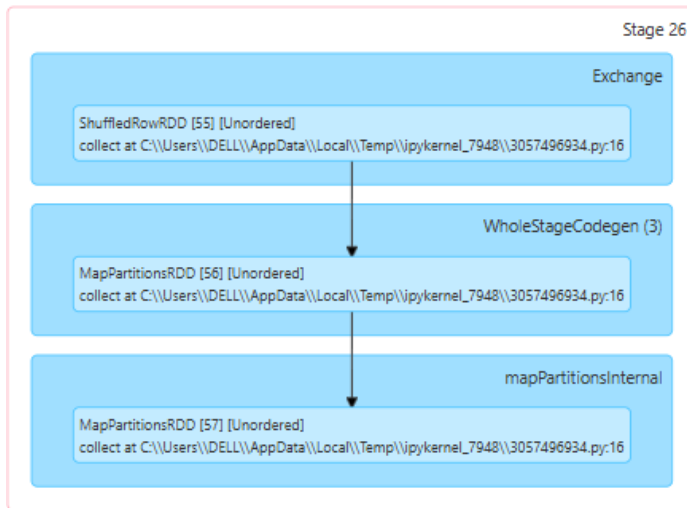 Stage 26
Exchange
ShuffledRowRDD [55] [Unordered]
collect at C:\\Users\\DELL\\AppData\\Local\\Temp\\ipykernel_7948\\3057496934.py:16
WholeStageCodegen (3)
MapPartitionsRDD [56] [Unordered]
collect at C:\\Users\\DELL\\AppData\\Local\\Temp\\ipykernel_7948\\3057496934.py:16
mapPartitionsInternal
MapPartitionsRDD [57] [Unordered]
collect at C:\\Users\\DELL\\AppData\\Local\\Temp\\ipykernel_7948\\3057496934.py:16